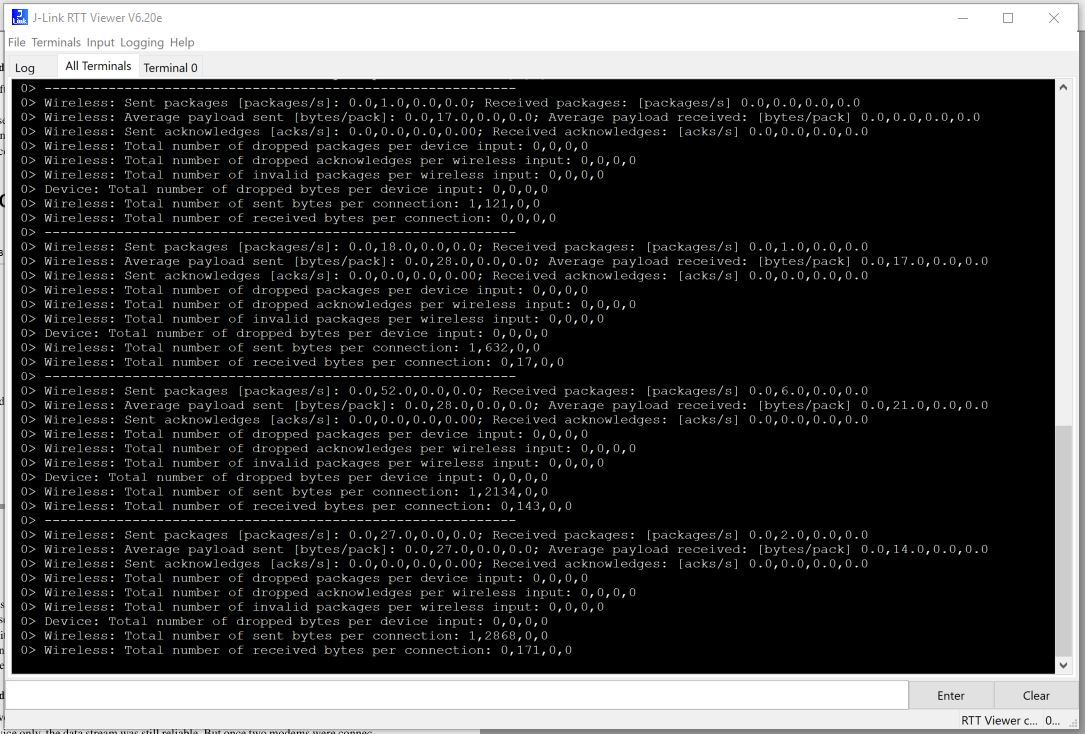 J-Link RTT Viewer V6.20e
File Terminals Input Logging Help
Log All Terminals Terminal 0
0> -----------------------------------------------------------
0> Wireless: Sent packages [packages/s]: 0.0,1.0,0.0,0.0; Received packages: [packages/s] 0.0,0.0,0.0,0.0
0> Wireless: Average payload sent [bytes/pack]: 0.0,17.0,0.0,0.0; Average payload received: [bytes/pack] 0.0,0.0,0.0,0.0
0> Wireless: Sent acknowledges [acks/s]: 0.0,0.0,0.0,0.00; Received acknowledges: [acks/s] 0.0,0.0,0.0,0.0
0> Wireless: Total number of dropped packages per device input: 0,0,0,0
0> Wireless: Total number of dropped acknowledges per wireless input: 0,0,0,0
0> Wireless: Total number of invalid packages per wireless input: 0,0,0,0
0> Device: Total number of dropped bytes per device input: 0,0,0,0
0> Wireless: Total number of sent bytes per connection: 1,121,0,0
0> Wireless: Total number of received bytes per connection: 0,0,0,0
0> -----------------------------------------------------------
0> Wireless: Sent packages [packages/s]: 0.0,18.0,0.0,0.0; Received packages: [packages/s] 0.0,1.0,0.0,0.0
0> Wireless: Average payload sent [bytes/pack]: 0.0,28.0,0.0,0.0; Average payload received: [bytes/pack] 0.0,17.0,0.0,0.0
0> Wireless: Sent acknowledges [acks/s]: 0.0,0.0,0.0,0.00; Received acknowledges: [acks/s] 0.0,0.0,0.0,0.0
0> Wireless: Total number of dropped packages per device input: 0,0,0,0
0> Wireless: Total number of dropped acknowledges per wireless input: 0,0,0,0
0> Wireless: Total number of invalid packages per wireless input: 0,0,0,0
0> Device: Total number of dropped bytes per device input: 0,0,0,0
0> Wireless: Total number of sent bytes per connection: 1,632,0,0
0> Wireless: Total number of received bytes per connection: 0,17,0,0
0> -----------------------------------------------------------
0> Wireless: Sent packages [packages/s]: 0.0,52.0,0.0,0.0; Received packages: [packages/s] 0.0,6.0,0.0,0.0
0> Wireless: Average payload sent [bytes/pack]: 0.0,28.0,0.0,0.0; Average payload received: [bytes/pack] 0.0,21.0,0.0,0.0
0> Wireless: Sent acknowledges [acks/s]: 0.0,0.0,0.0,0.00; Received acknowledges: [acks/s] 0.0,0.0,0.0,0.0
0> Wireless: Total number of dropped packages per device input: 0,0,0,0
0> Wireless: Total number of dropped acknowledges per wireless input: 0,0,0,0
0> Wireless: Total number of invalid packages per wireless input: 0,0,0,0
0> Device: Total number of dropped bytes per device input: 0,0,0,0
0> Wireless: Total number of sent bytes per connection: 1,2134,0,0
0> Wireless: Total number of received bytes per connection: 0,143,0,0
0> -----------------------------------------------------------
0> Wireless: Sent packages [packages/s]: 0.0,27.0,0.0,0.0; Received packages: [packages/s] 0.0,2.0,0.0,0.0
0> Wireless: Average payload sent [bytes/pack]: 0.0,27.0,0.0,0.0; Average payload received: [bytes/pack] 0.0,14.0,0.0,0.0
0> Wireless: Sent acknowledges [acks/s]: 0.0,0.0,0.0,0.00; Received acknowledges: [acks/s] 0.0,0.0,0.0,0.0
0> Wireless: Total number of dropped packages per device input: 0,0,0,0
0> Wireless: Total number of dropped acknowledges per wireless input: 0,0,0,0
0> Wireless: Total number of invalid packages per wireless input: 0,0,0,0
0> Device: Total number of dropped bytes per device input: 0,0,0,0
0> Wireless: Total number of sent bytes per connection: 1,2868,0,0
0> Wireless: Total number of received bytes per connection: 0,171,0,0
Enter Clear
RTT Viewer c... 0...
only, the data stream was still reliable. But once two modems were